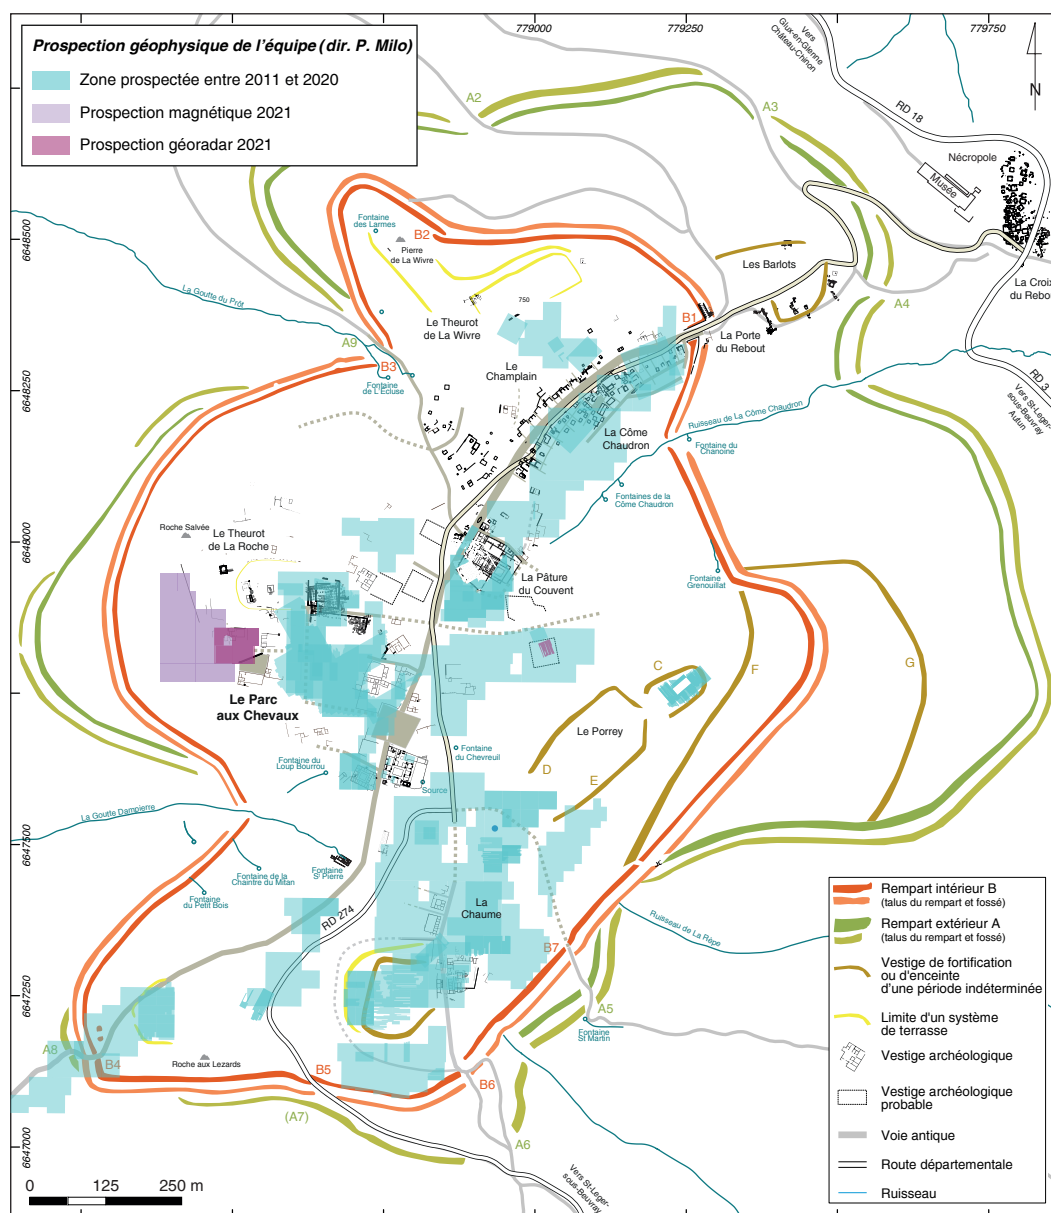 Prospection géophysique de l'équipe (dir. P. Milo)
Zone prospectée entre 2011 et 2020
Prospection magnétique 2021
Prospection géoradar 2021
779000
779250
779750
Vers
Glux-en-Glenne
Château-Chinon
N
RD 18
A2
A3
Nécropole
Musée
6648500
Fontaine
des Larmes
B2
Pierre
de La Wivre
Les Barlots
La Croix
du Rebout
La Goutte du Prôt
750
Le Theurot
de La Wivre
B1
La Porte
du Rebout
A4
A9
B3
Fontaine
de L'Ecluse
Le
Champlain
RD 3
Vers St-Léger-
sous-Beuvray
Autun
6648250
Ruisseau de La Côme Chaudron
La Côme
Chaudron
Fontaine du
Chanoine
Fontaines de la
Côme Chaudron
Roche Salvée
6648000
Le Theurot
de La Roche
La Pâture
du Couvent
Fontaine
Grenouillat
C
F
G
Le Parc
aux Chevaux
Le Porrey
D
E
Fontaine
du Chevreuil
Fontaine du
Loup Bourrou
Source
La Goutte Dampierre
6647500
Fontaine
St Pierre
Fontaine de la
Chaintre du Mitan
Fontaine
du Petit Bois
La
Chaume
RD 274
Ruisseau de La Rêpe
B7
6647250
A5
Fontaine
St Martin
A8
B4
Roche aux Lezards
B5
B6
(A7)
A6
6647000
Vers St-Leger-
sous-Beuvray
0 125 250 m
Rempart intérieur B
(talus du rempart et fossé)
Rempart extérieur A
(talus du rempart et fossé)
Vestige de fortification
ou d'enceinte
d'une période indéterminée
Limite d'un système
de terrasse
Vestige archéologique
Vestige archéologique
probable
Voie antique
Route départementale
Ruisseau